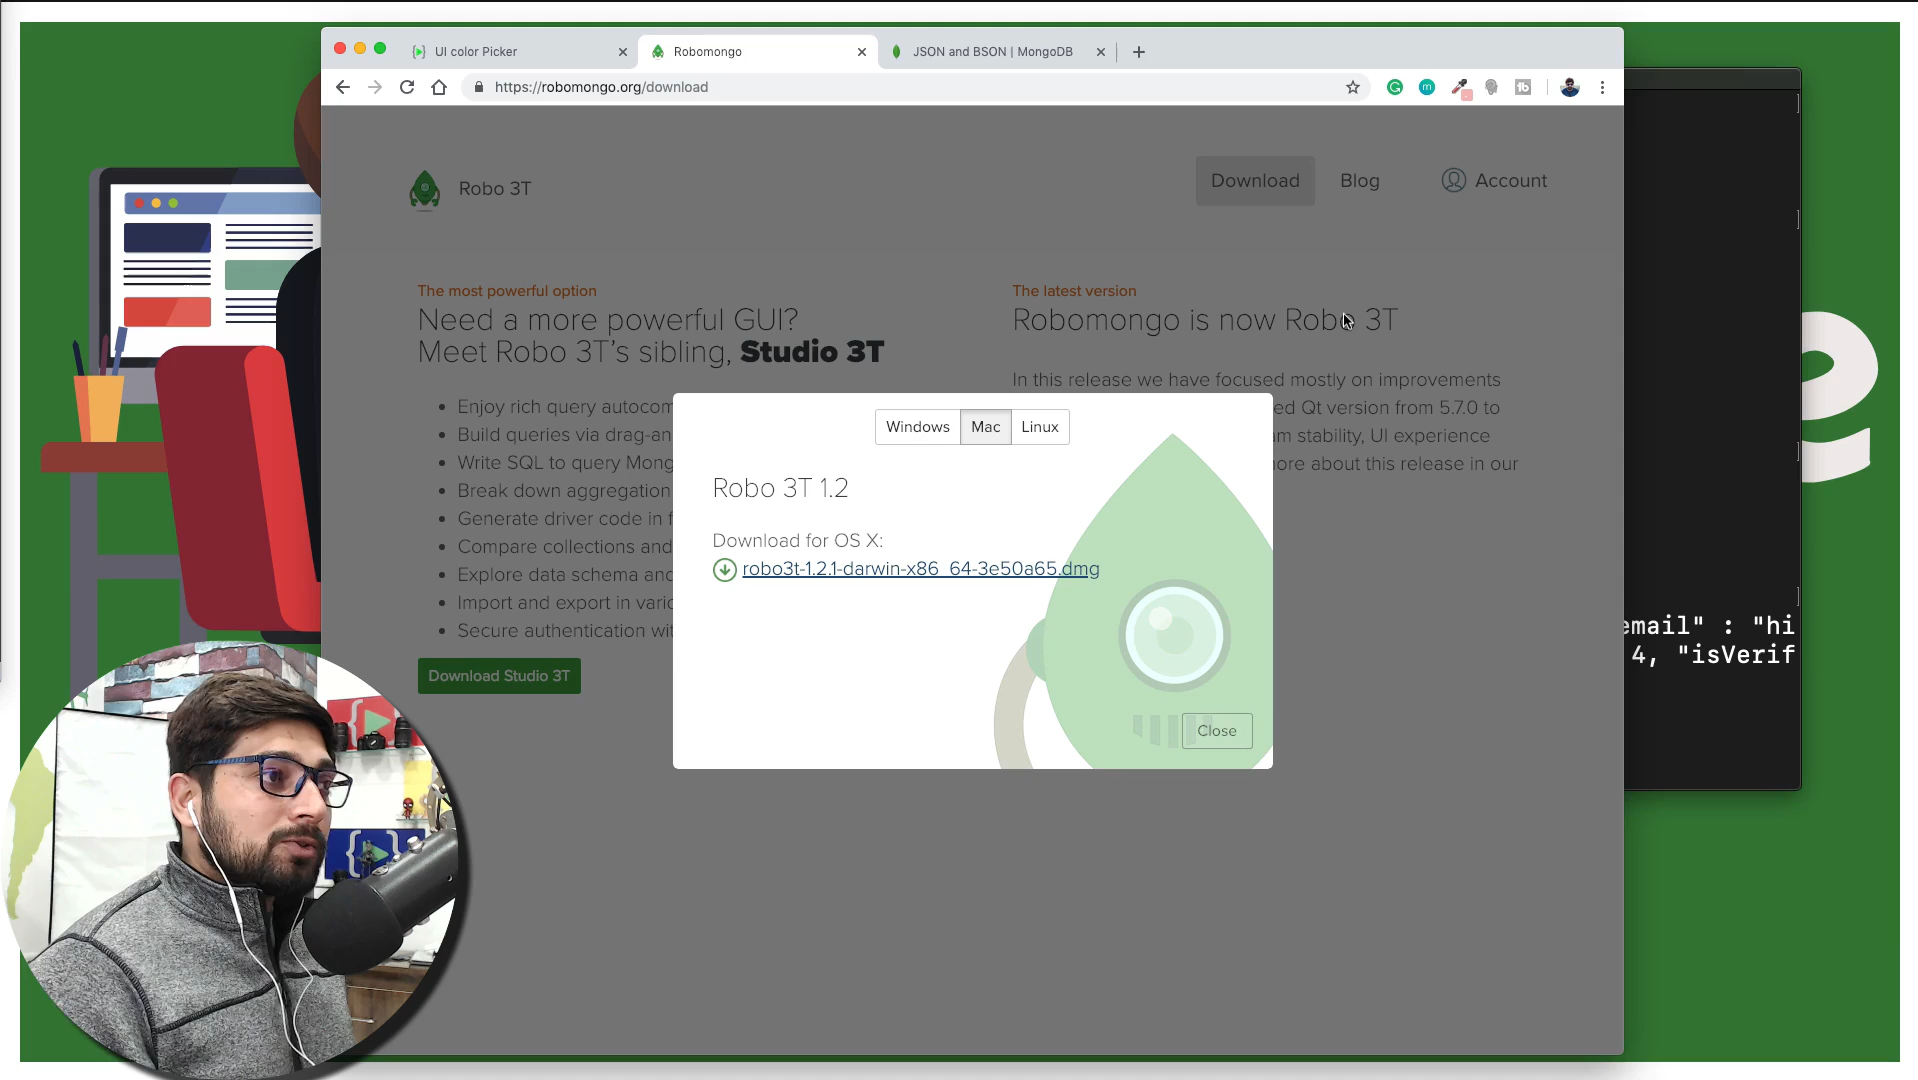 UI color Picker
Robomongo
JSON and BSON | MongoDB
https://robomongo.org/download
Robo 3T
Download
Blog
Account
The most powerful option
Need a more powerful GUI?
Meet Robo 3T's sibling, Studio 3T
Enjoy rich query autocom
Build queries via drag-an
Write SQL to query Mong
Break down aggregation
Generate driver code in f
Compare collections and
Explore data schema and
Import and export in vario
Secure authentication wit
Download Studio 3T
The latest version
Robomongo is now Robo 3T
In this release we have focused mostly on improvements
ed Qt version from 5.7.0 to
am stability, UI experience
ore about this release in our
Windows
Mac
Linux
Robo 3T 1.2
Download for OS X:
robo3t-1.2.1-darwin-x86_64-3e50a65.dmg
Close
email" : "hi
4, "isVerif
e